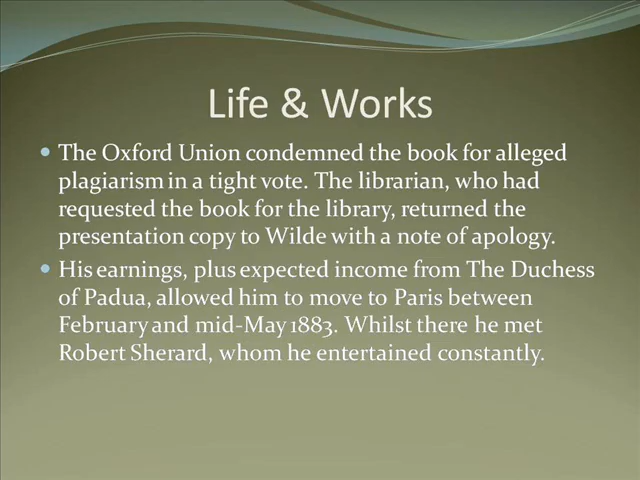 Life & Works
• The Oxford Union condemned the book for alleged
plagiarism in a tight vote. The librarian, who had
requested the book for the library, returned the
presentation copy to Wilde with a note of apology.
• His earnings, plus expected income from The Duchess
of Padua, allowed him to move to Paris between
February and mid-May 1883. Whilst there he met
Robert Sherard, whom he entertained constantly.